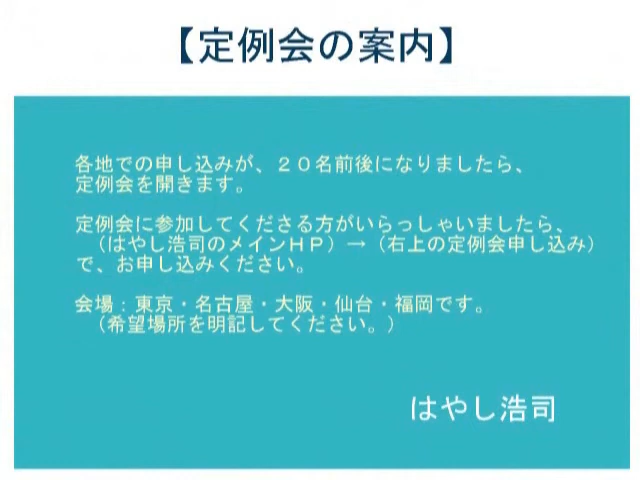 【定例会の案内】
各地での申し込みが、２０名前後になりましたら、
定例会を開きます。
定例会に参加してくださる方がいらっしゃいましたら、
（はやし浩司のメインＨＰ）→（右上の定例会申し込み）
で、お申し込みください。
会場：東京・名古屋・大阪・仙台・福岡です。
（希望場所を明記してください。）
はやし浩司